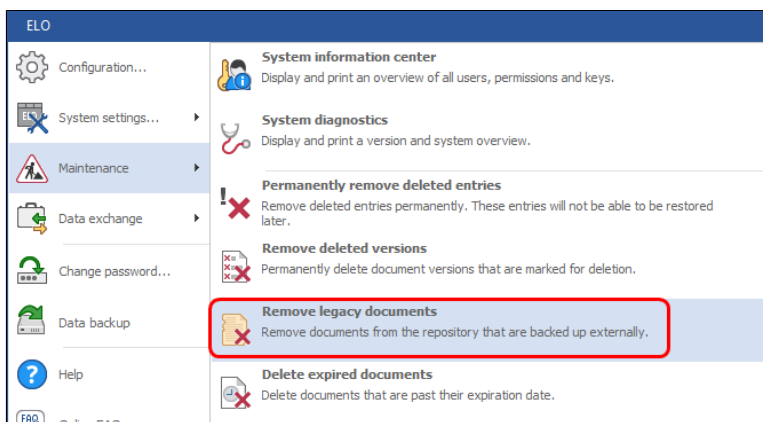 ELO
Configuration...
System settings...
Maintenance
Data exchange
Change password...
Data backup
Help
FAQ
System information center
Display and print an overview of all users, permissions and keys.
System diagnostics
Display and print a version and system overview.
Permanently remove deleted entries
Remove deleted entries permanently. These entries will not be able to be restored
later.
Remove deleted versions
Permanently delete document versions that are marked for deletion.
Remove legacy documents
Remove documents from the repository that are backed up externally.
Delete expired documents
Delete documents that are past their expiration date.